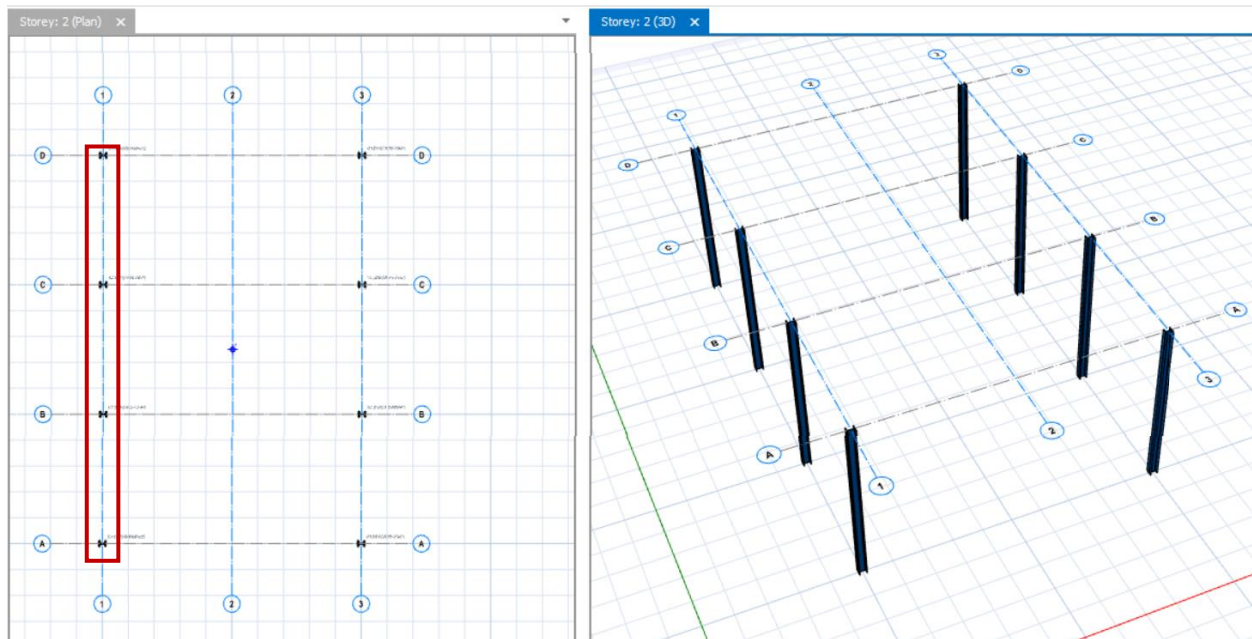 Storey: 2 (Plan) ×
1 2 3
D D
C C
B B
A A
1 2 3
Storey: 2 (3D) ×
3
2 D
1
D C
C B
B A
3
2
A
1